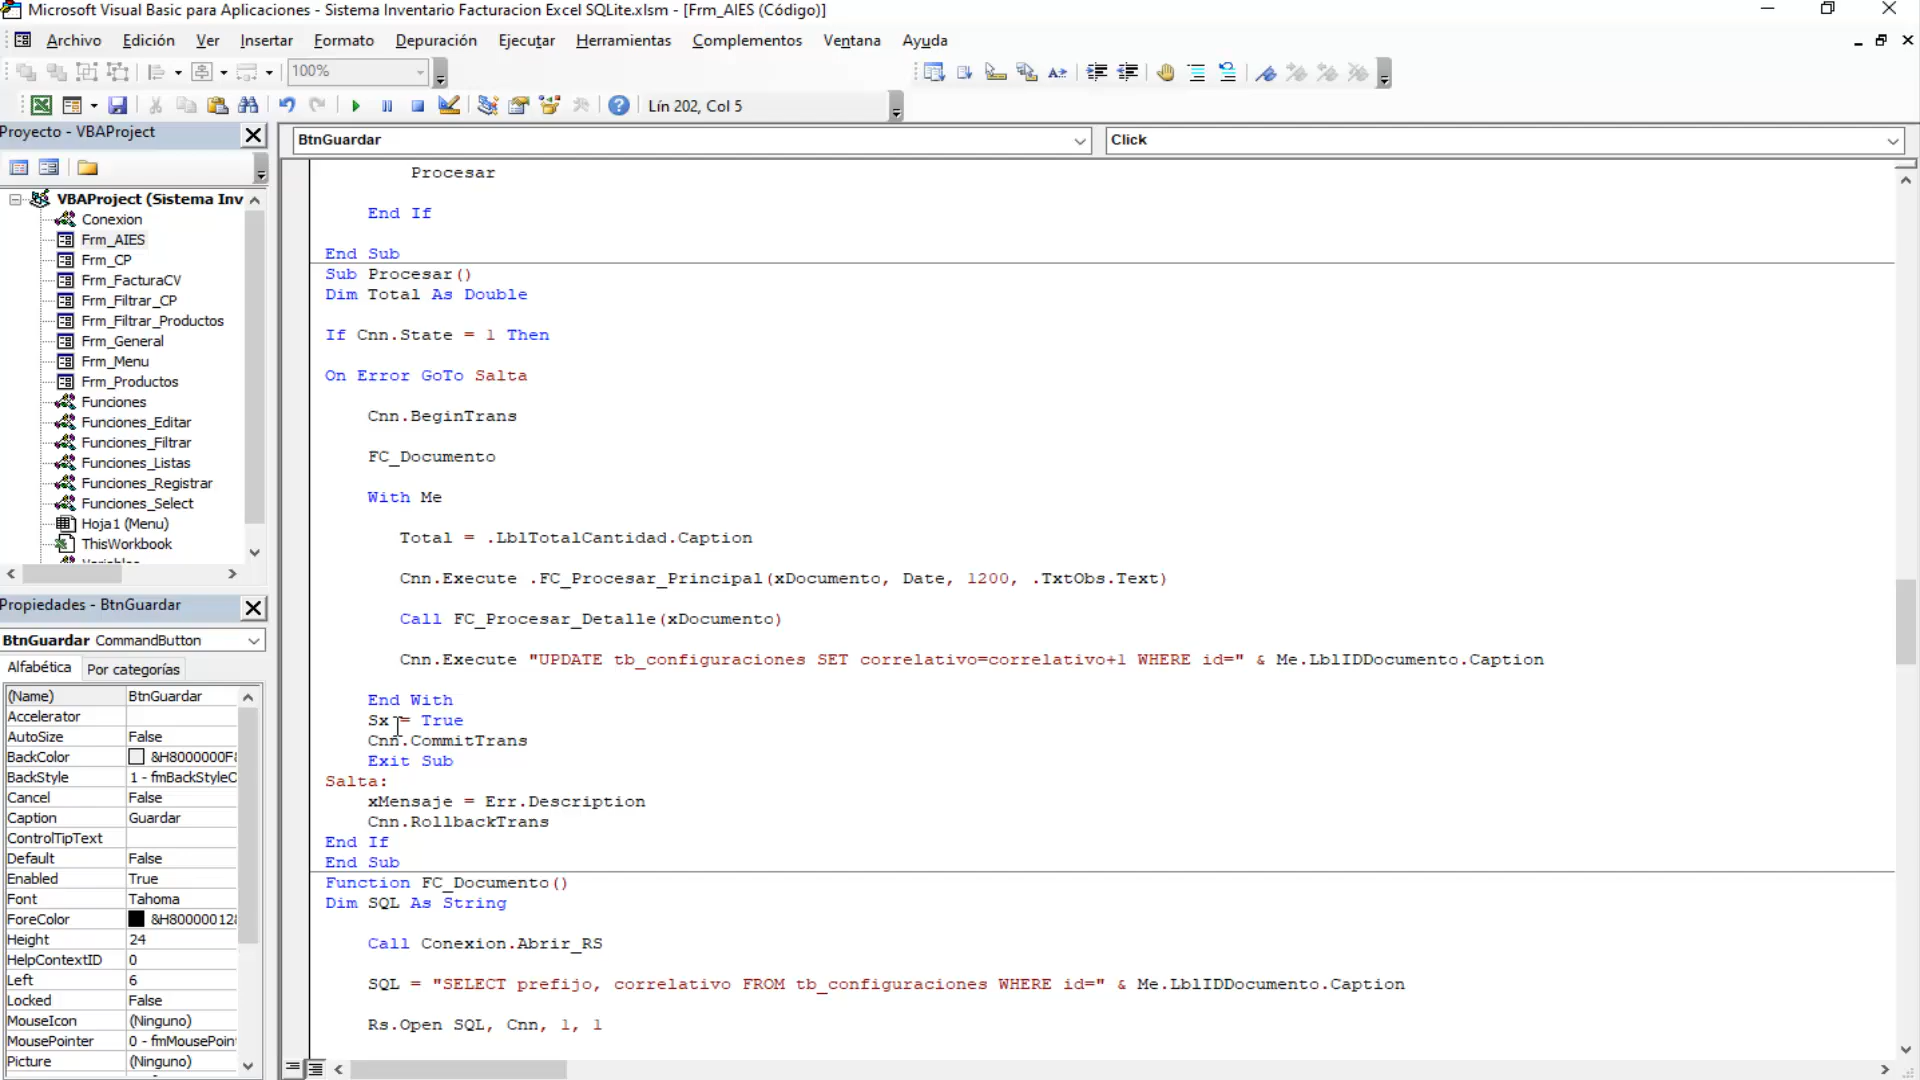 Microsoft Visual Basic para Aplicaciones - Sistema Inventario Facturacion Excel SQLite.xlsm - [Frm_AIES (Código)]
Archivo Edición Ver Insertar Formato Depuración Ejecutar Herramientas Complementos Ventana Ayuda
100%
Lín 202, Col 5
Proyecto - VBAProject
VBAProject (Sistema Inv
Conexion
Frm_AIES
Frm_CP
Frm_FacturaCV
Frm_Filtrar_CP
Frm_Filtrar_Productos
Frm_General
Frm_Menu
Frm_Productos
Funciones
Funciones_Editar
Funciones_Filtrar
Funciones_Listas
Funciones_Registrar
Funciones_Select
Hoja1 (Menu)
ThisWorkbook
Propiedades - BtnGuardar
BtnGuardar CommandButton
Alfabética Por categorías
(Name) BtnGuardar
Accelerator
AutoSize False
BackColor &H8000000F&
BackStyle 1 - fmBackStyleO
Cancel False
Caption Guardar
ControlTipText
Default False
Enabled True
Font Tahoma
ForeColor &H80000012&
Height 24
HelpContextID 0
Left 6
Locked False
MouseIcon (Ninguno)
MousePointer 0 - fmMousePoin
Picture (Ninguno)
BtnGuardar Click
Procesar
End If
End Sub
Sub Procesar()
Dim Total As Double
If Cnn.State = 1 Then
On Error GoTo Salta
Cnn.BeginTrans
FC_Documento
With Me
Total = .LblTotalCantidad.Caption
Cnn.Execute .FC_Procesar_Principal(xDocumento, Date, 1200, .TxtObs.Text)
Call FC_Procesar_Detalle(xDocumento)
Cnn.Execute "UPDATE tb_configuraciones SET correlativo=correlativo+1 WHERE id=" & Me.LblIDDocumento.Caption
End With
Sx = True
Cnn.CommitTrans
Exit Sub
Salta:
xMensaje = Err.Description
Cnn.RollbackTrans
End If
End Sub
Function FC_Documento()
Dim SQL As String
Call Conexion.Abrir_RS
SQL = "SELECT prefijo, correlativo FROM tb_configuraciones WHERE id=" & Me.LblIDDocumento.Caption
Rs.Open SQL, Cnn, 1, 1